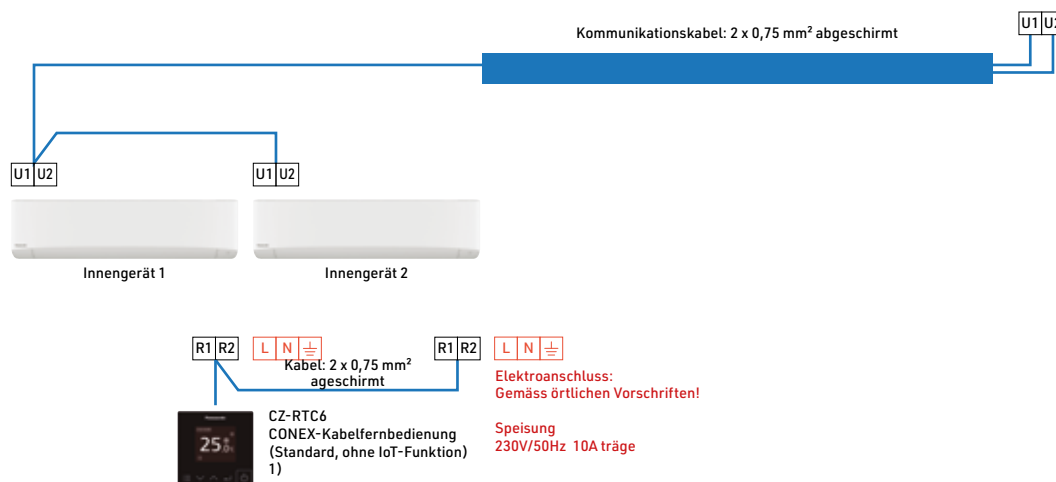 Kommunikationskabel: 2 x 0,75 mm² abgeschirmt
U1 U2
U1 U2
U1 U2
Innengerät 1
Innengerät 2
R1 R2
L N
R1 R2
L N
Kabel: 2 x 0,75 mm²
ageschirmt
Elektroanschluss:
Gemäss örtlichen Vorschriften!
CZ-RTC6
CONEX-Kabelfernbedienung
(Standard, ohne IoT-Funktion)
1)
Speisung
230V/50Hz 10A träge
Panasonic
25.0